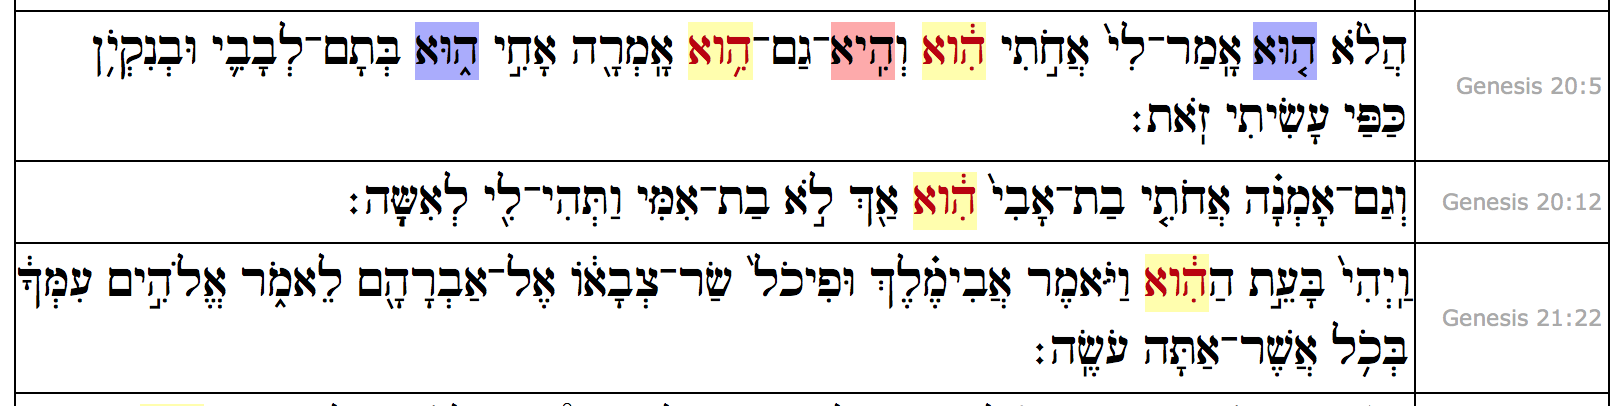 הֲלֹ֨א ה֤וּא אָֽמַר־לִי֙ אֲחֹ֣תִי הִ֔וא וְהִֽיא־גַם־הִ֥וא אָֽמְרָ֖ה אָחִ֣י ה֑וּא בְּתָם־לְבָבִ֛י וּבְנִקְיֹ֥ן
כַּפַּ֖י עָשִׂ֥יתִי זֹֽאת׃
Genesis 20:5
וְגַם־אָמְנָ֗ה אֲחֹתִ֤י בַת־אָבִי֙ הִ֔וא אַ֖ךְ לֹ֣א בַת־אִמִּ֑י וַתְּהִי־לִ֖י לְאִשָּֽׁה׃
Genesis 20:12
וַֽיְהִי֙ בָּעֵ֣ת הַהִ֔וא וַיֹּ֣אמֶר אֲבִימֶ֗לֶךְ וּפִיכֹל֙ שַׂר־צְבָא֔וֹ אֶל־אַבְרָהָ֖ם לֵאמֹ֑ר אֱלֹהִ֣ים עִמְּךָ֔
בְּכֹ֥ל אֲשֶׁר־אַתָּ֖ה עֹשֶֽׂה׃
Genesis 21:22